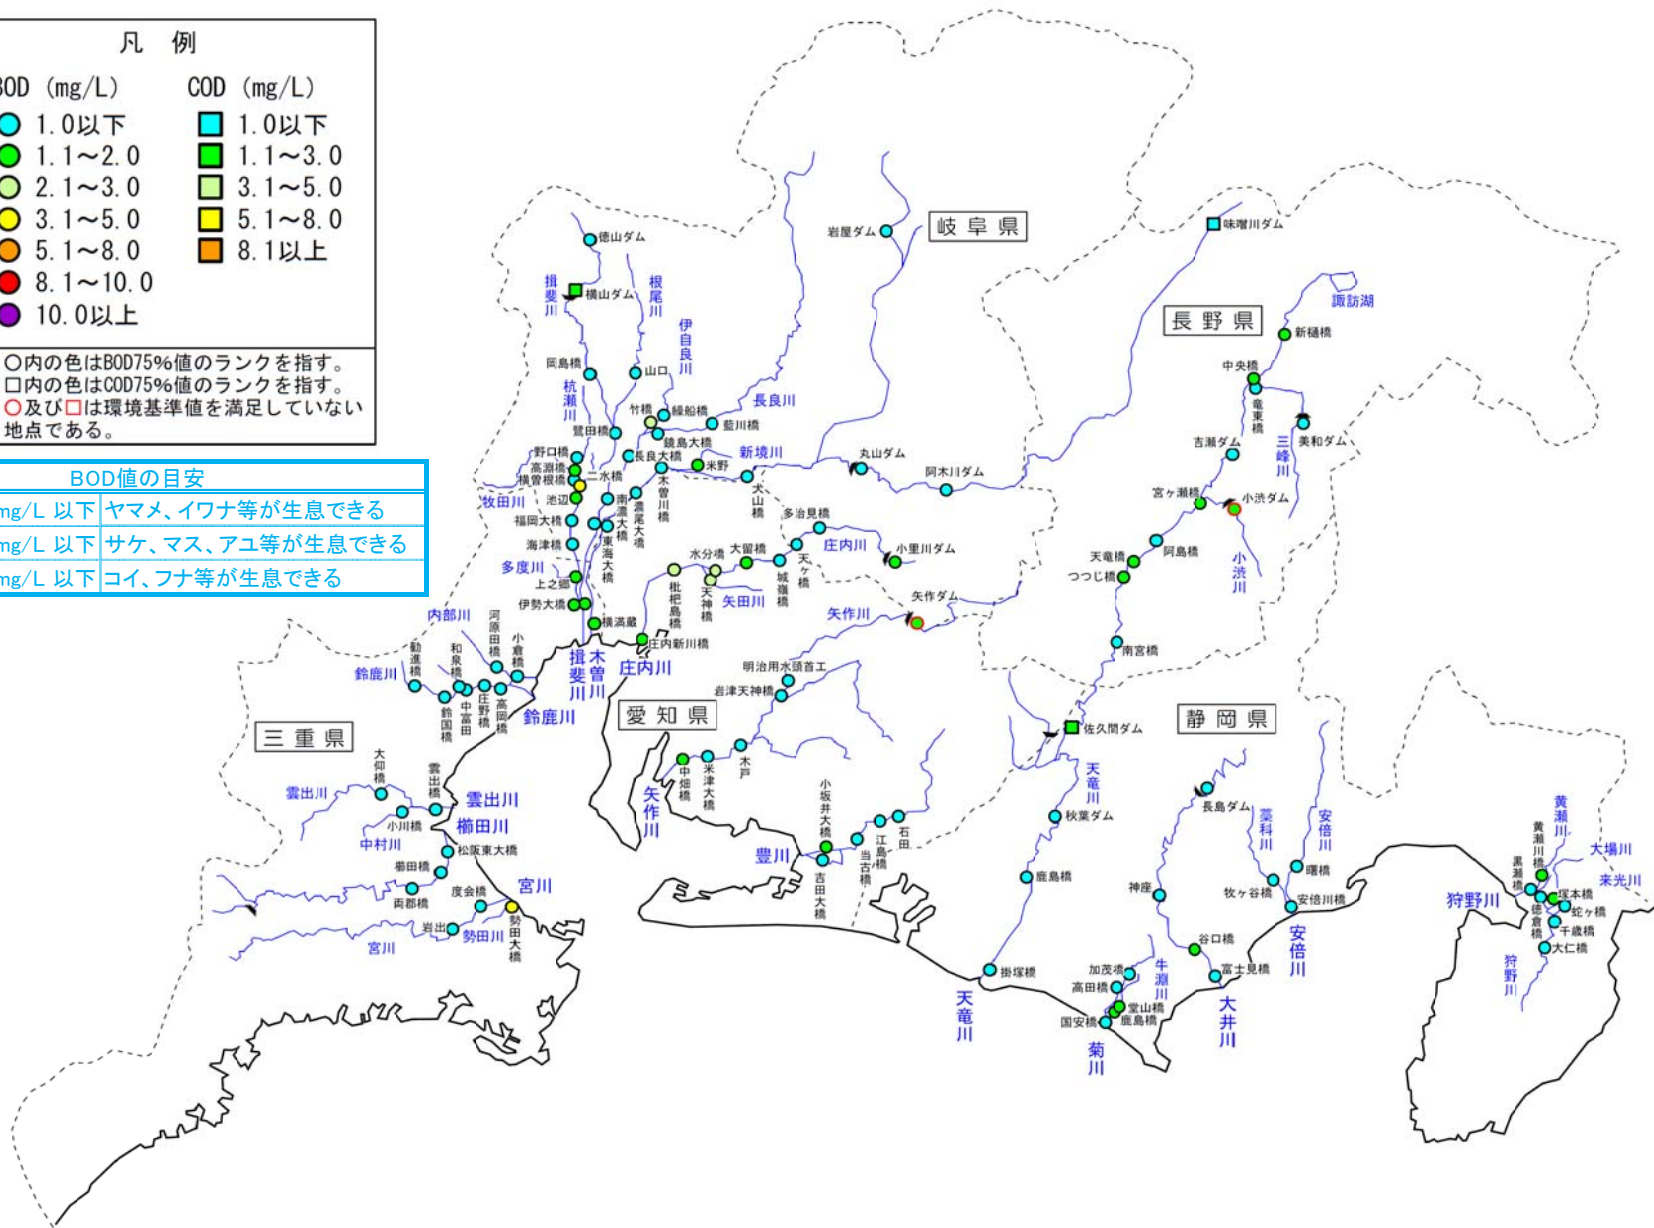 凡 例
BOD (mg/L)
COD (mg/L)
1.0以下
1.1～2.0
2.1～3.0
3.1～5.0
5.1～8.0
8.1～10.0
10.0以上
1.0以下
1.1～3.0
3.1～5.0
5.1～8.0
8.1以上
○内の色はBOD75%値のランクを指す。
□内の色はCOD75%値のランクを指す。
○及び□は環境基準値を満足していない
地点である。
BOD値の目安
mg/L 以下 ヤマメ、イワナ等が生息できる
mg/L 以下 サケ、マス、アユ等が生息できる
mg/L 以下 コイ、フナ等が生息できる
岐阜県
長野県
静岡県
愛知県
三重県
徳山ダム
横山ダム
揖斐川
根尾川
伊自良川
岡島橋
山口
杭瀬川
竹橋
繰船橋
藍川橋
長良川
鷺田橋
鏡島大橋
野口橋
高淵橋
横曽根橋
二水橋
長良大橋
米野
新境川
木曽川橋
犬山橋
池辺
牧田川
福岡大橋
南濃大橋
濃尾大橋
海津橋
東海大橋
多度川
上之郷
伊勢大橋
横満蔵
揖斐川
木曽川
庄内川
岩屋ダム
丸山ダム
阿木川ダム
味噌川ダム
諏訪湖
新樋橋
中央橋
竜東橋
三峰川
美和ダム
吉瀬ダム
宮ヶ瀬橋
小渋ダム
小渋川
阿島橋
天竜橋
つつじ橋
南宮橋
多治見橋
庄内川
天ヶ橋
城嶺橋
小里川ダム
大留橋
水分橋
天神橋
枇杷島橋
矢田川
庄内新川橋
矢作ダム
矢作川
明治用水頭首工
岩津天神橋
木戸
米津大橋
中畑橋
矢作川
内部川
河原田橋
小倉橋
和泉橋
勧進橋
鈴鹿川
鈴国橋
中富田
庄野橋
高岡橋
鈴鹿川
大仰橋
雲出橋
雲出川
小川橋
中村川
雲出川
櫛田川
松阪東大橋
櫛田橋
両郡橋
度会橋
宮川
岩出
勢田川
勢田大橋
宮川
小坂井大橋
豊川
吉田大橋
当古橋
江島橋
石田
佐久間ダム
天竜川
秋葉ダム
鹿島橋
掛塚橋
天竜川
長島ダム
神座
谷口橋
富士見橋
大井川
藁科川
安倍川
曙橋
牧ヶ谷橋
安倍川橋
安倍川
加茂橋
牛淵川
高田橋
堂山橋
鹿島橋
国安橋
菊川
黄瀬川
黄瀬川橋
大場川
来光川
黒瀬橋
狩野川
徳倉橋
塚本橋
蛇ヶ橋
千歳橋
大仁橋
狩野川